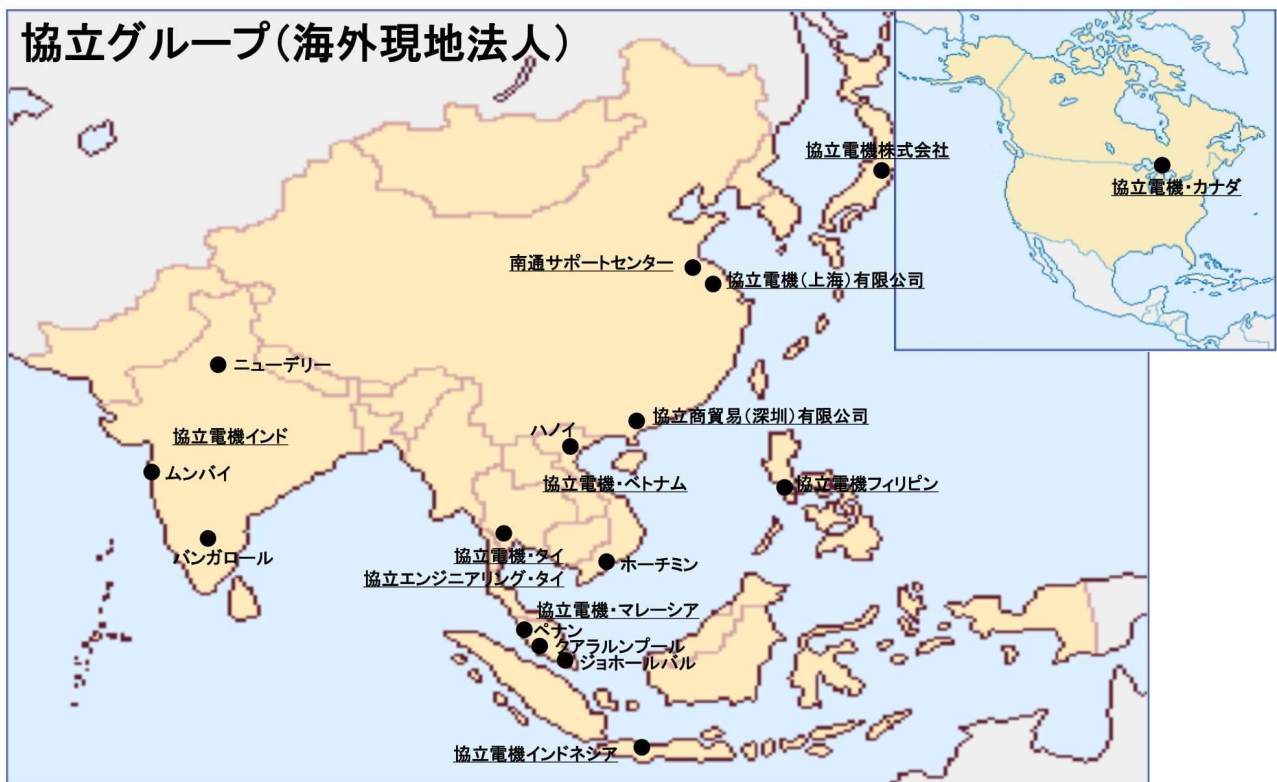 協立グループ(海外現地法人)
協立電機株式会社
協立電機・カナダ
南通サポートセンター
協立電機(上海)有限公司
ニューデリー
協立商貿易(深圳)有限公司
ハノイ
協立電機インド
ムンバイ
協立電機・ベトナム
協立電機フィリピン
バンガロール
協立電機・タイ
協立エンジニアリング・タイ
ホーチミン
協立電機・マレーシア
ペナン
クアラルンプール
ジョホールバル
協立電機インドネシア